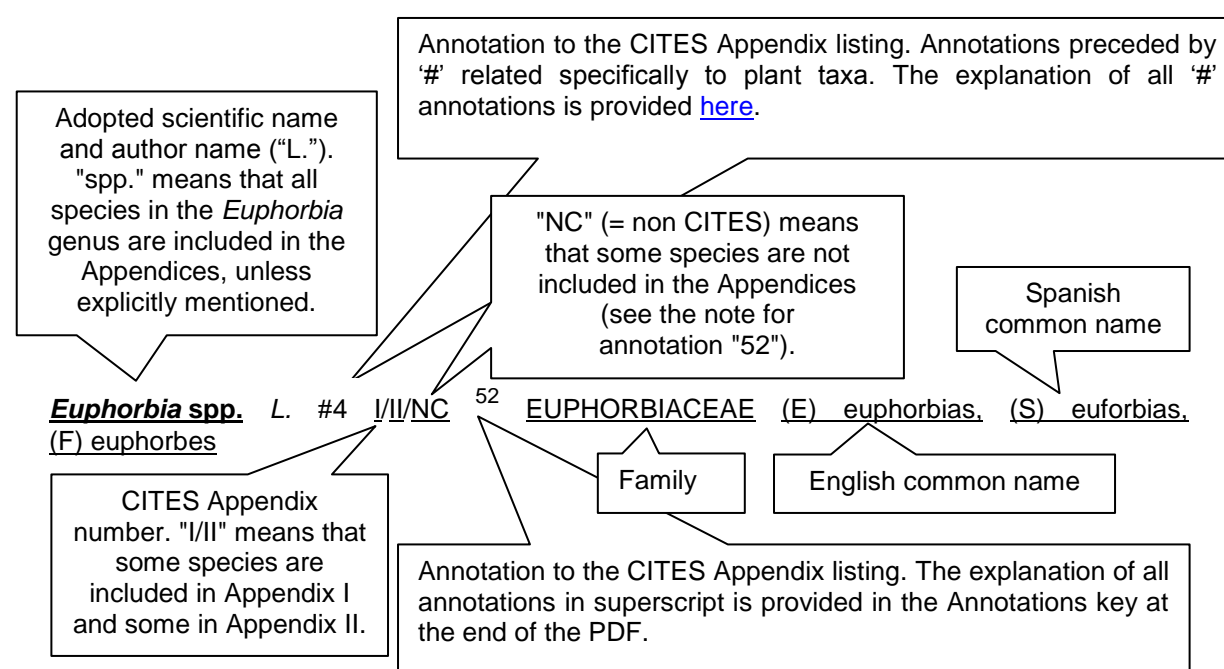 Annotation to the CITES Appendix listing. Annotations preceded by
‘#’ related specifically to plant taxa. The explanation of all ‘#’
annotations is provided here.
Adopted scientific name
and author name (“L.”).
"spp." means that all
species in the Euphorbia
genus are included in the
Appendices, unless
explicitly mentioned.
"NC" (= non CITES) means
that some species are not
included in the Appendices
(see the note for
annotation "52").
Spanish
common name
Euphorbia spp. L. #4 I/II/NC 52 EUPHORBIACEAE (E) euphorbias, (S) euforbias,
(F) euphorbes
CITES Appendix
number. "I/II" means that
some species are
included in Appendix I
and some in Appendix II.
Family
English common name
Annotation to the CITES Appendix listing. The explanation of all
annotations in superscript is provided in the Annotations key at
the end of the PDF.